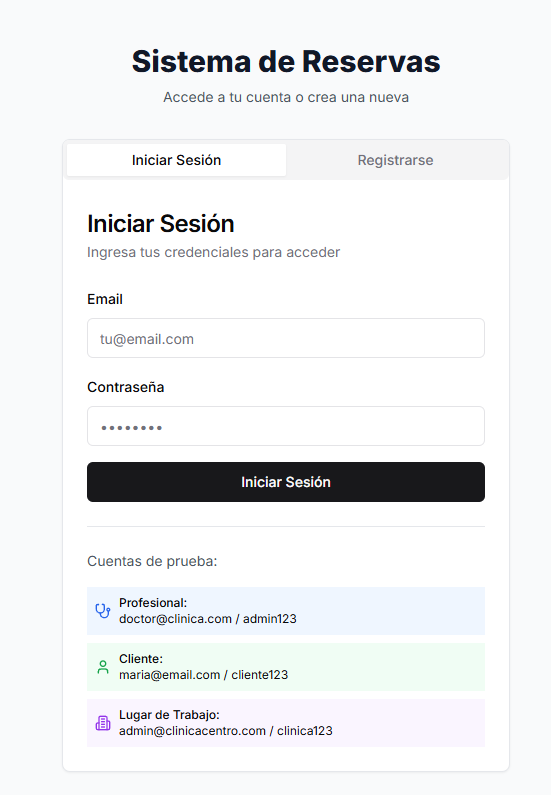 Sistema de Reservas
Accede a tu cuenta o crea una nueva
Iniciar Sesión
Registrarse
Iniciar Sesión
Ingresa tus credenciales para acceder
Email
tu@email.com
Contraseña
••••••••
Iniciar Sesión
Cuentas de prueba:
Profesional:
doctor@clinica.com / admin123
Cliente:
maria@email.com / cliente123
Lugar de Trabajo:
admin@clinicacentro.com / clinica123